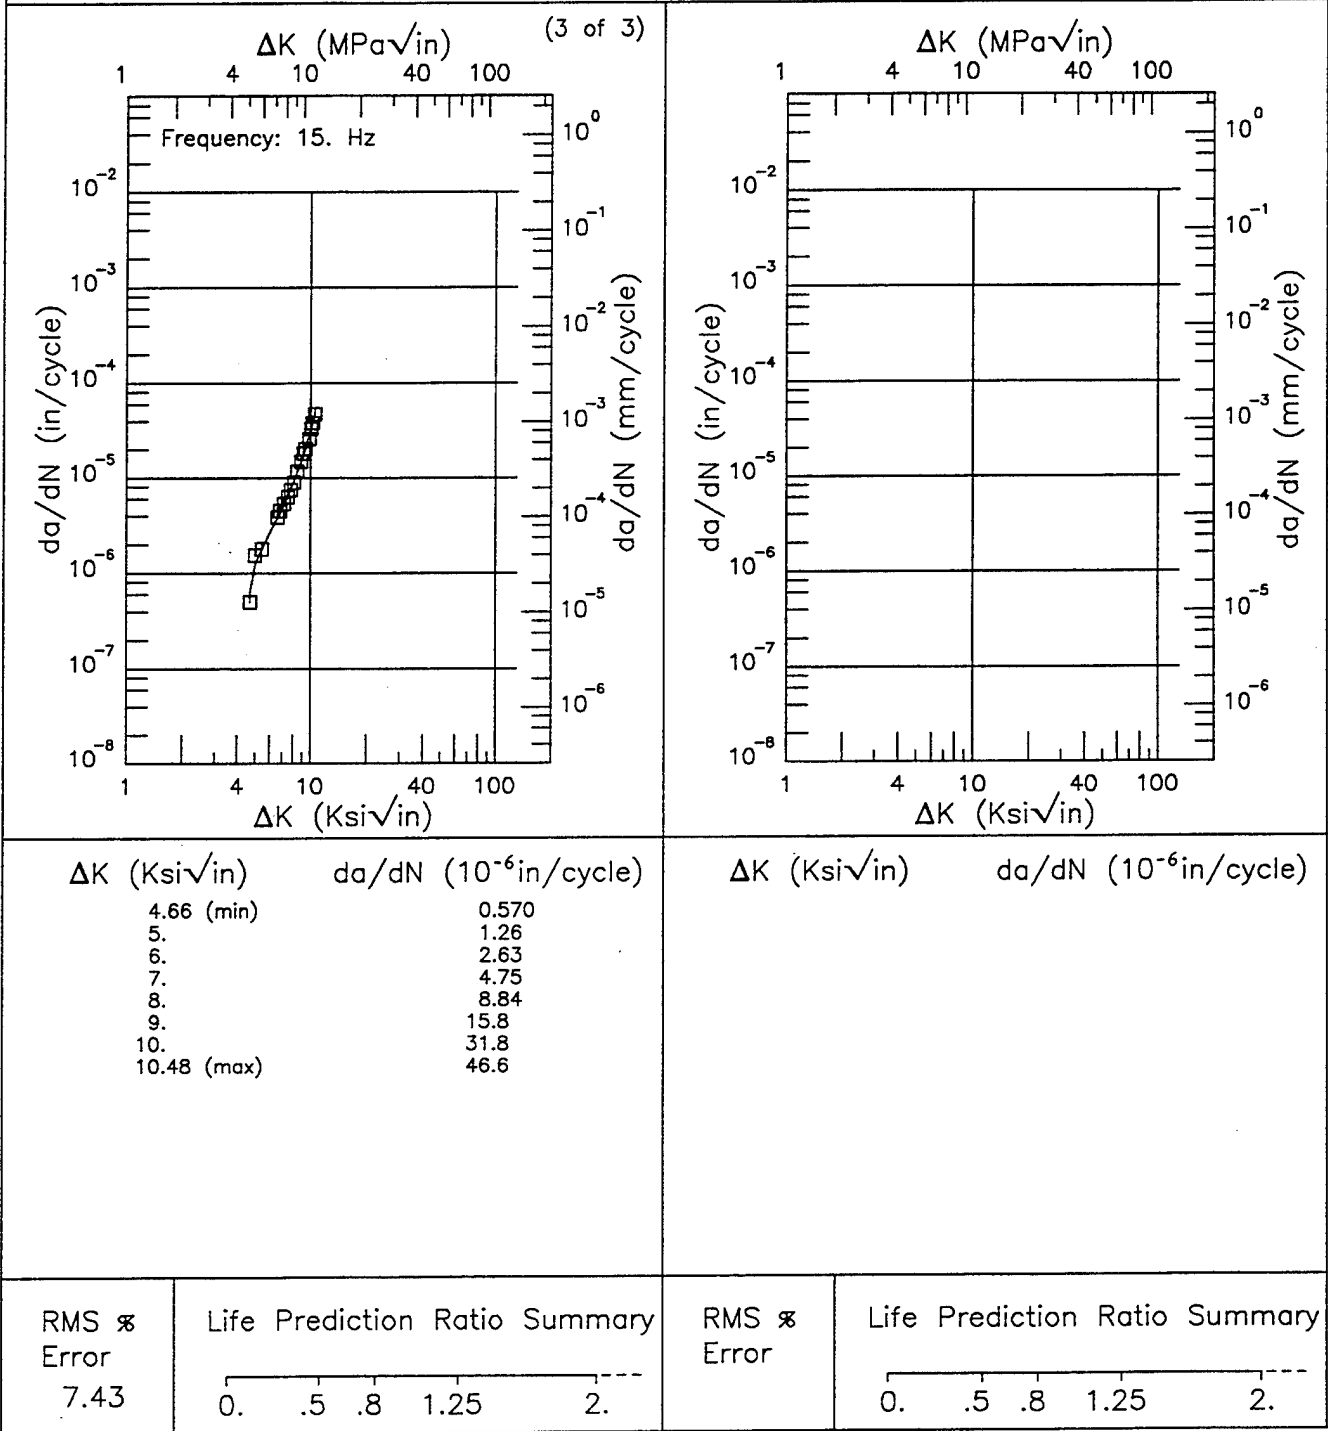 (3 of 3)
ΔK (MPa√in)
1 4 10 40 100
Frequency: 15. Hz
10⁻² 10⁻³ 10⁻⁴ 10⁻⁵ 10⁻⁶ 10⁻⁷ 10⁻⁸
da/dN (in/cycle)
10⁰ 10⁻¹ 10⁻² 10⁻³ 10⁻⁴ 10⁻⁵ 10⁻⁶
da/dN (mm/cycle)
1 4 10 40 100
ΔK (Ksi√in)
ΔK (MPa√in)
1 4 10 40 100
10⁻² 10⁻³ 10⁻⁴ 10⁻⁵ 10⁻⁶ 10⁻⁷ 10⁻⁸
da/dN (in/cycle)
10⁰ 10⁻¹ 10⁻² 10⁻³ 10⁻⁴ 10⁻⁵ 10⁻⁶
da/dN (mm/cycle)
1 4 10 40 100
ΔK (Ksi√in)
ΔK (Ksi√in) da/dN (10⁻⁶in/cycle)
4.66 (min) 0.570
5. 1.26
6. 2.63
7. 4.75
8. 8.84
9. 15.8
10. 31.8
10.48 (max) 46.6
ΔK (Ksi√in) da/dN (10⁻⁶in/cycle)
RMS %
Error
7.43
Life Prediction Ratio Summary
0. .5 .8 1.25 2.
RMS %
Error
Life Prediction Ratio Summary
0. .5 .8 1.25 2.